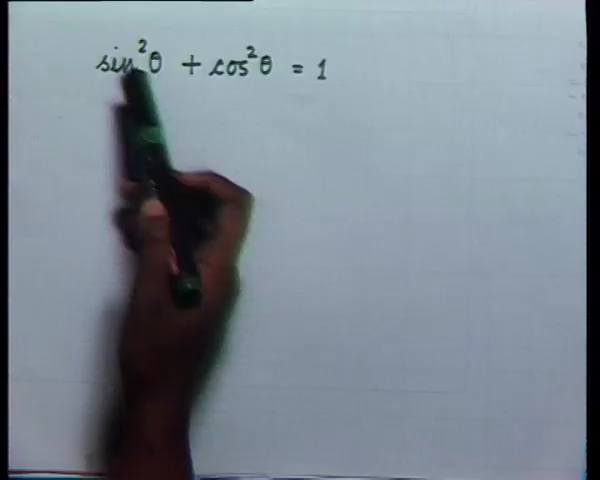 sin²θ + cos²θ = 1